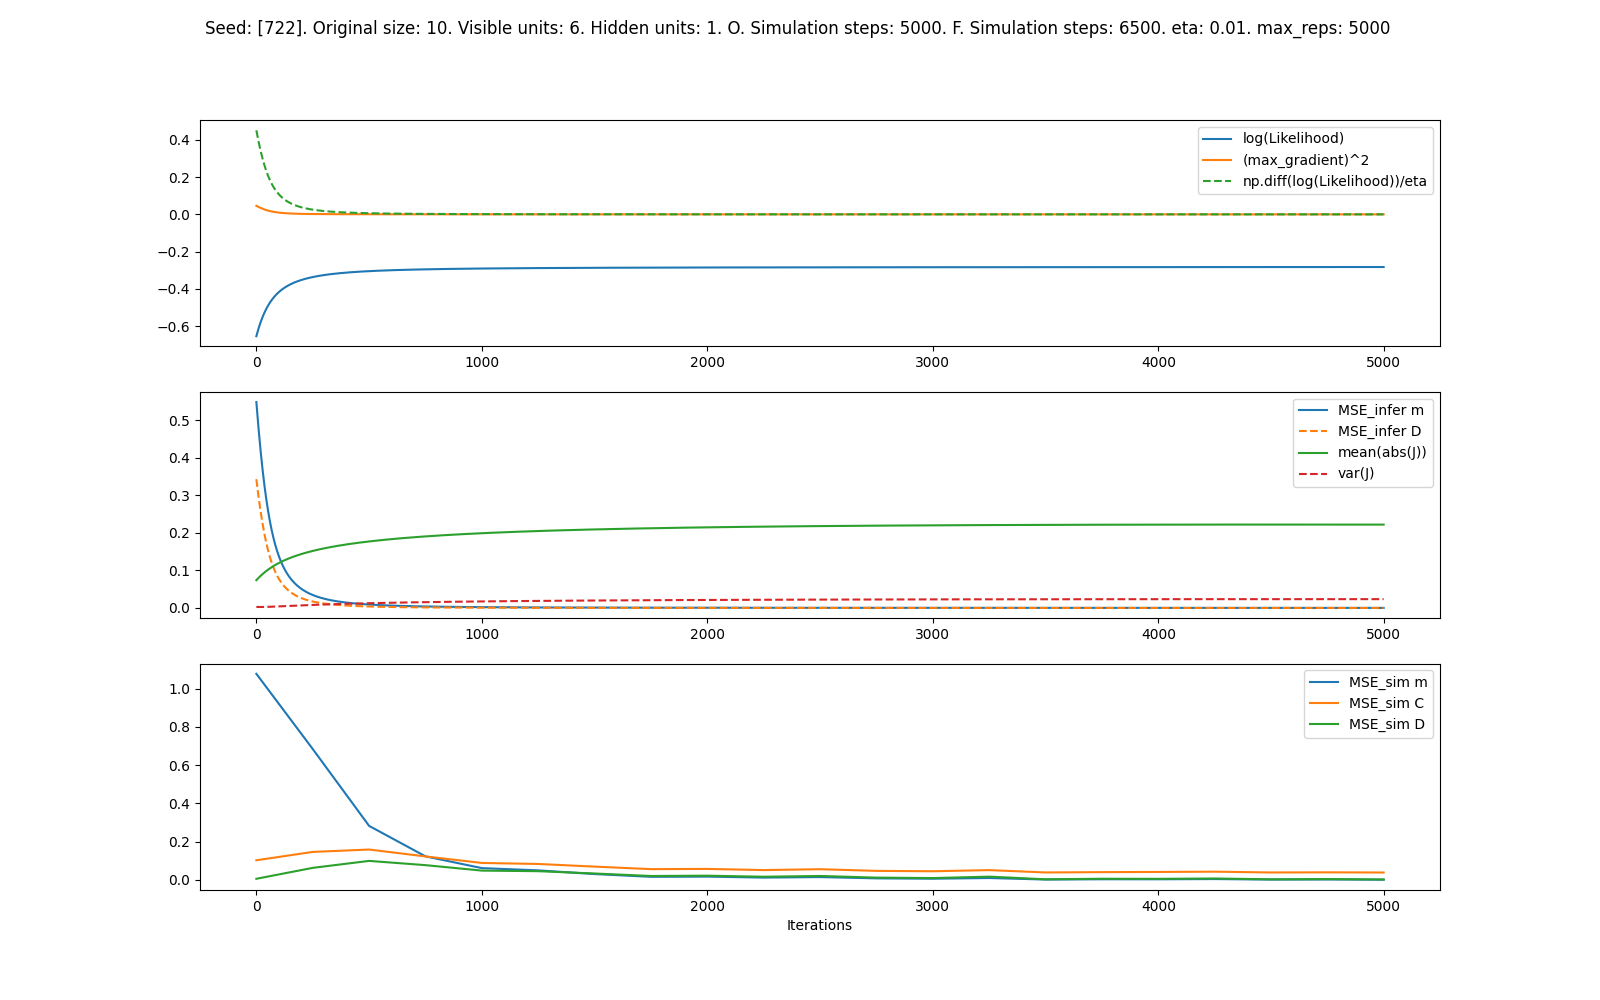 Seed: [722]. Original size: 10. Visible units: 6. Hidden units: 1. O. Simulation steps: 5000. F. Simulation steps: 6500. eta: 0.01. max_reps: 5000
0.4
0.2
0.0
−0.2
−0.4
−0.6
log(Likelihood)
(max_gradient)^2
np.diff(log(Likelihood))/eta
0 1000 2000 3000 4000 5000
0.5
0.4
0.3
0.2
0.1
0.0
MSE_infer m
MSE_infer D
mean(abs(J))
var(J)
0 1000 2000 3000 4000 5000
1.0
0.8
0.6
0.4
0.2
0.0
MSE_sim m
MSE_sim C
MSE_sim D
0 1000 2000 3000 4000 5000
Iterations